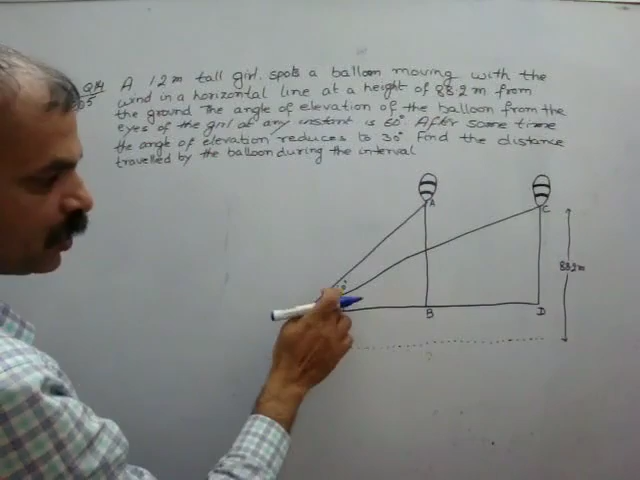 Q14 A 1.2m tall girl spots a balloon moving with the
wind in a horizontal line at a height of 88.2 m from
the ground The angle of elevation of the balloon from the
eyes of the girl at any instant is 60° After some time
the angle of elevation reduces to 30° Find the distance
travelled by the balloon during the interval
A
C
88.2m
B
D